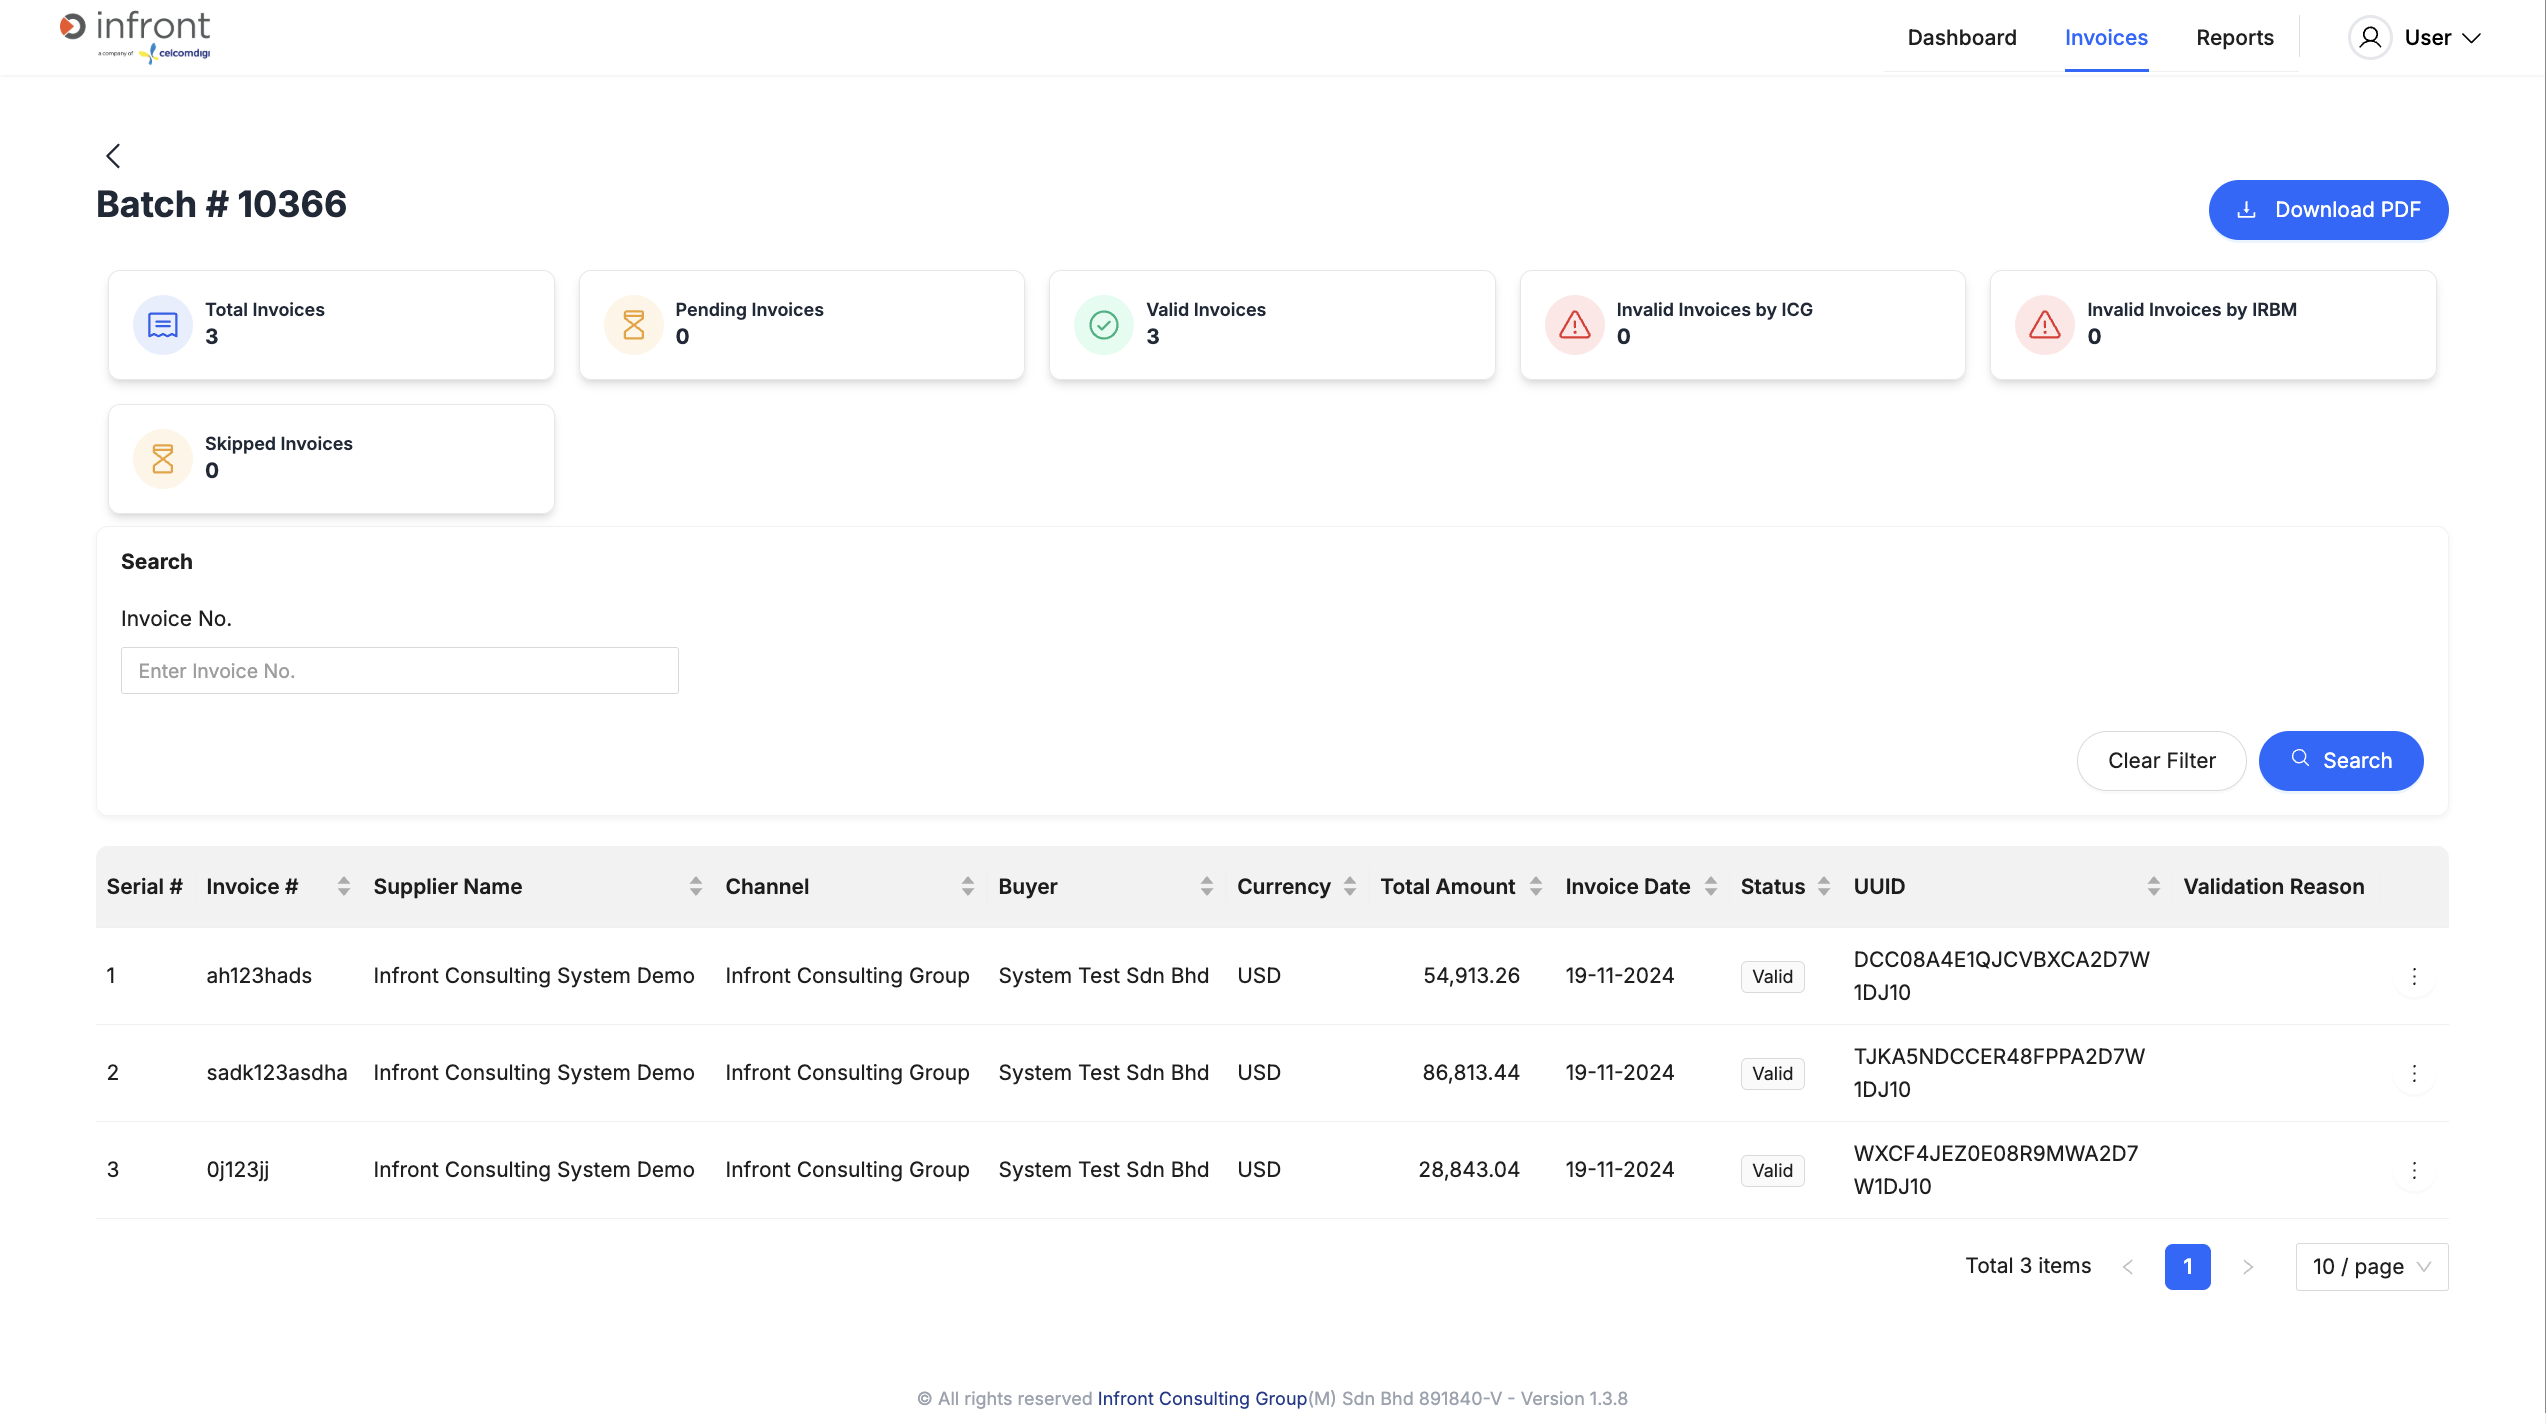 infront
a company of celcomdigi
Dashboard Invoices Reports User
Batch # 10366
Download PDF
Total Invoices
3
Pending Invoices
0
Valid Invoices
3
Invalid Invoices by ICG
0
Invalid Invoices by IRBM
0
Skipped Invoices
0
Search
Invoice No.
Enter Invoice No.
Clear Filter Search
Serial # Invoice # Supplier Name Channel Buyer Currency Total Amount Invoice Date Status UUID Validation Reason
1 ah123hads Infront Consulting System Demo Infront Consulting Group System Test Sdn Bhd USD 54,913.26 19-11-2024 Valid DCC08A4E1QJCVBXCA2D7W
1DJ10
2 sadk123asdha Infront Consulting System Demo Infront Consulting Group System Test Sdn Bhd USD 86,813.44 19-11-2024 Valid TJKA5NDCCER48FPPA2D7W
1DJ10
3 0j123jj Infront Consulting System Demo Infront Consulting Group System Test Sdn Bhd USD 28,843.04 19-11-2024 Valid WXCF4JEZ0E08R9MWA2D7
W1DJ10
Total 3 items < 1 > 10 / page
© All rights reserved Infront Consulting Group(M) Sdn Bhd 891840-V - Version 1.3.8